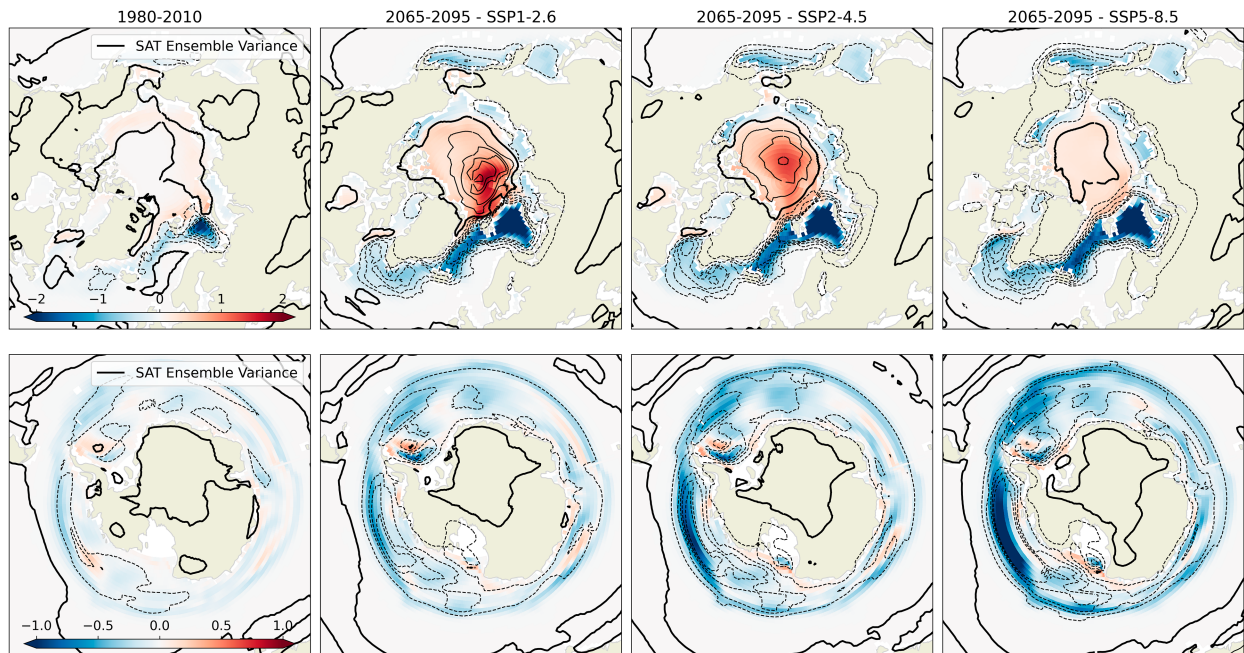 1980-2010
2065-2095 - SSP1-2.6
2065-2095 - SSP2-4.5
2065-2095 - SSP5-8.5
SAT Ensemble Variance
−2 −1 0 1 2
SAT Ensemble Variance
−1.0 −0.5 0.0 0.5 1.0